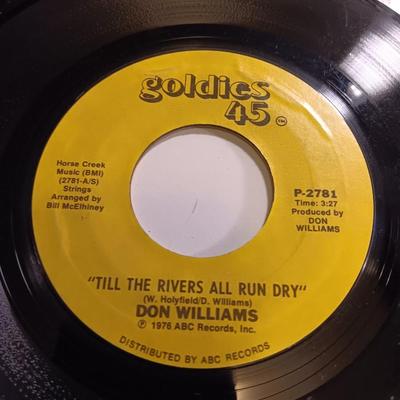 goldies
45 TM
Horse Creek
Music (BMI)
(2781-A/S)
Strings
Arranged by
Bill McElhiney
P-2781
Time: 3:27
Produced by
DON
WILLIAMS
"TILL THE RIVERS ALL RUN DRY"
(W. Holyfield/D. Williams)
DON WILLIAMS
Ⓟ 1976 ABC Records, Inc.
DISTRIBUTED BY ABC RECORDS